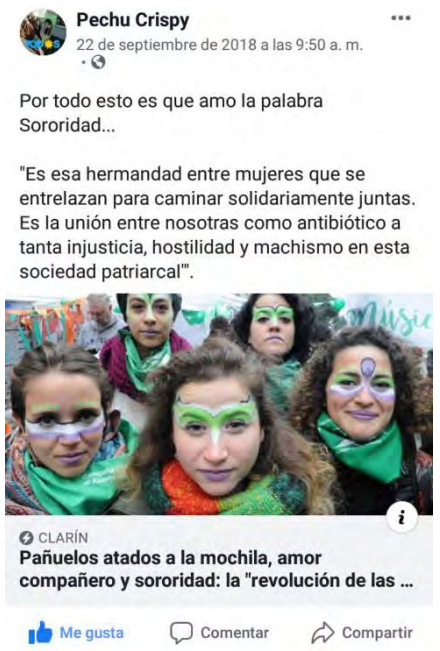 Pechu Crispy
22 de septiembre de 2018 a las 9:50 a. m.
Por todo esto es que amo la palabra
Sororidad...
"Es esa hermandad entre mujeres que se
entrelazan para caminar solidariamente juntas.
Es la unión entre nosotras como antibiótico a
tanta injusticia, hostilidad y machismo en esta
sociedad patriarcal"".
Músic
CLARÍN
Pañuelos atados a la mochila, amor
compañero y sororidad: la "revolución de las ...
Me gusta
Comentar
Compartir